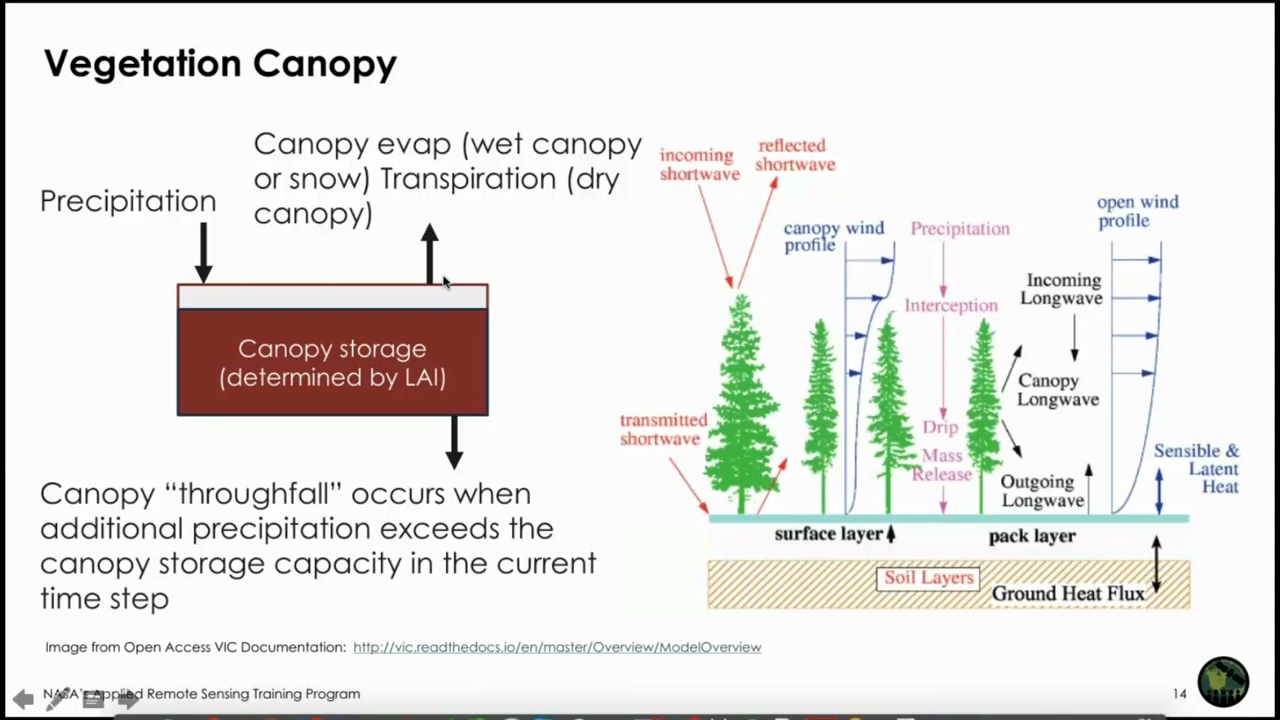 Vegetation Canopy
Precipitation
Canopy evap (wet canopy
or snow) Transpiration (dry
canopy)
Canopy storage
(determined by LAI)
Canopy “throughfall” occurs when
additional precipitation exceeds the
canopy storage capacity in the current
time step
incoming
shortwave
reflected
shortwave
canopy wind
profile
Precipitation
open wind
profile
Interception
Incoming
Longwave
Canopy
Longwave
transmitted
shortwave
Drip
Mass
Release
Outgoing
Longwave
Sensible &
Latent
Heat
surface layer
pack layer
Soil Layers
Ground Heat Flux
Image from Open Access VIC Documentation: http://vic.readthedocs.io/en/master/Overview/ModelOverview
NASA's Applied Remote Sensing Training Program
14